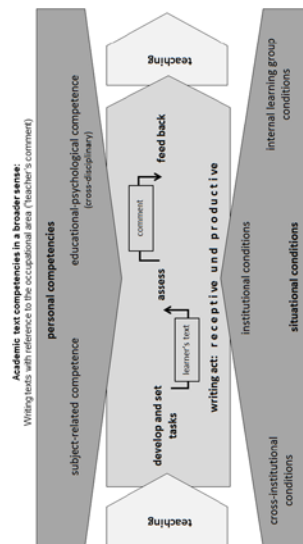 Academic text competencies in a broader sense:
Writing texts with reference to the occupational area ("teacher's comment)
personal competencies
subject-related competence
educational-psychological competence
(cross-disciplinary)
teaching
develop and set
tasks
learner's text
assess
comment
feed back
teaching
writing act: receptive und productive
institutional conditions
cross-institutional
conditions
internal learning group
conditions
situational conditions